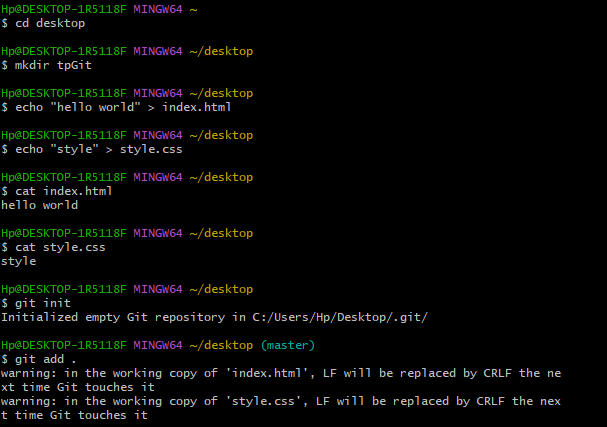 Hp@DESKTOP-1R5118F MINGW64 ~
$ cd desktop
Hp@DESKTOP-1R5118F MINGW64 ~/desktop
$ mkdir tpGit
Hp@DESKTOP-1R5118F MINGW64 ~/desktop
$ echo "hello world" > index.html
Hp@DESKTOP-1R5118F MINGW64 ~/desktop
$ echo "style" > style.css
Hp@DESKTOP-1R5118F MINGW64 ~/desktop
$ cat index.html
hello world
Hp@DESKTOP-1R5118F MINGW64 ~/desktop
$ cat style.css
style
Hp@DESKTOP-1R5118F MINGW64 ~/desktop
$ git init
Initialized empty Git repository in C:/Users/Hp/Desktop/.git/
Hp@DESKTOP-1R5118F MINGW64 ~/desktop (master)
$ git add .
warning: in the working copy of 'index.html', LF will be replaced by CRLF the ne
xt time Git touches it
warning: in the working copy of 'style.css', LF will be replaced by CRLF the nex
t time Git touches it